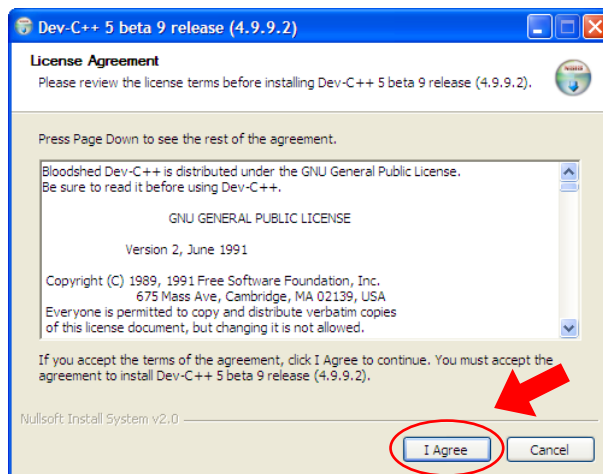 Dev-C++ 5 beta 9 release (4.9.9.2)
License Agreement
Please review the license terms before installing Dev-C++ 5 beta 9 release (4.9.9.2).
Press Page Down to see the rest of the agreement.
Bloodshed Dev-C++ is distributed under the GNU General Public License.
Be sure to read it before using Dev-C++.
GNU GENERAL PUBLIC LICENSE
Version 2, June 1991
Copyright (C) 1989, 1991 Free Software Foundation, Inc.
675 Mass Ave, Cambridge, MA 02139, USA
Everyone is permitted to copy and distribute verbatim copies
of this license document, but changing it is not allowed.
If you accept the terms of the agreement, click I Agree to continue. You must accept the
agreement to install Dev-C++ 5 beta 9 release (4.9.9.2).
Nullsoft Install System v2.0
I Agree
Cancel